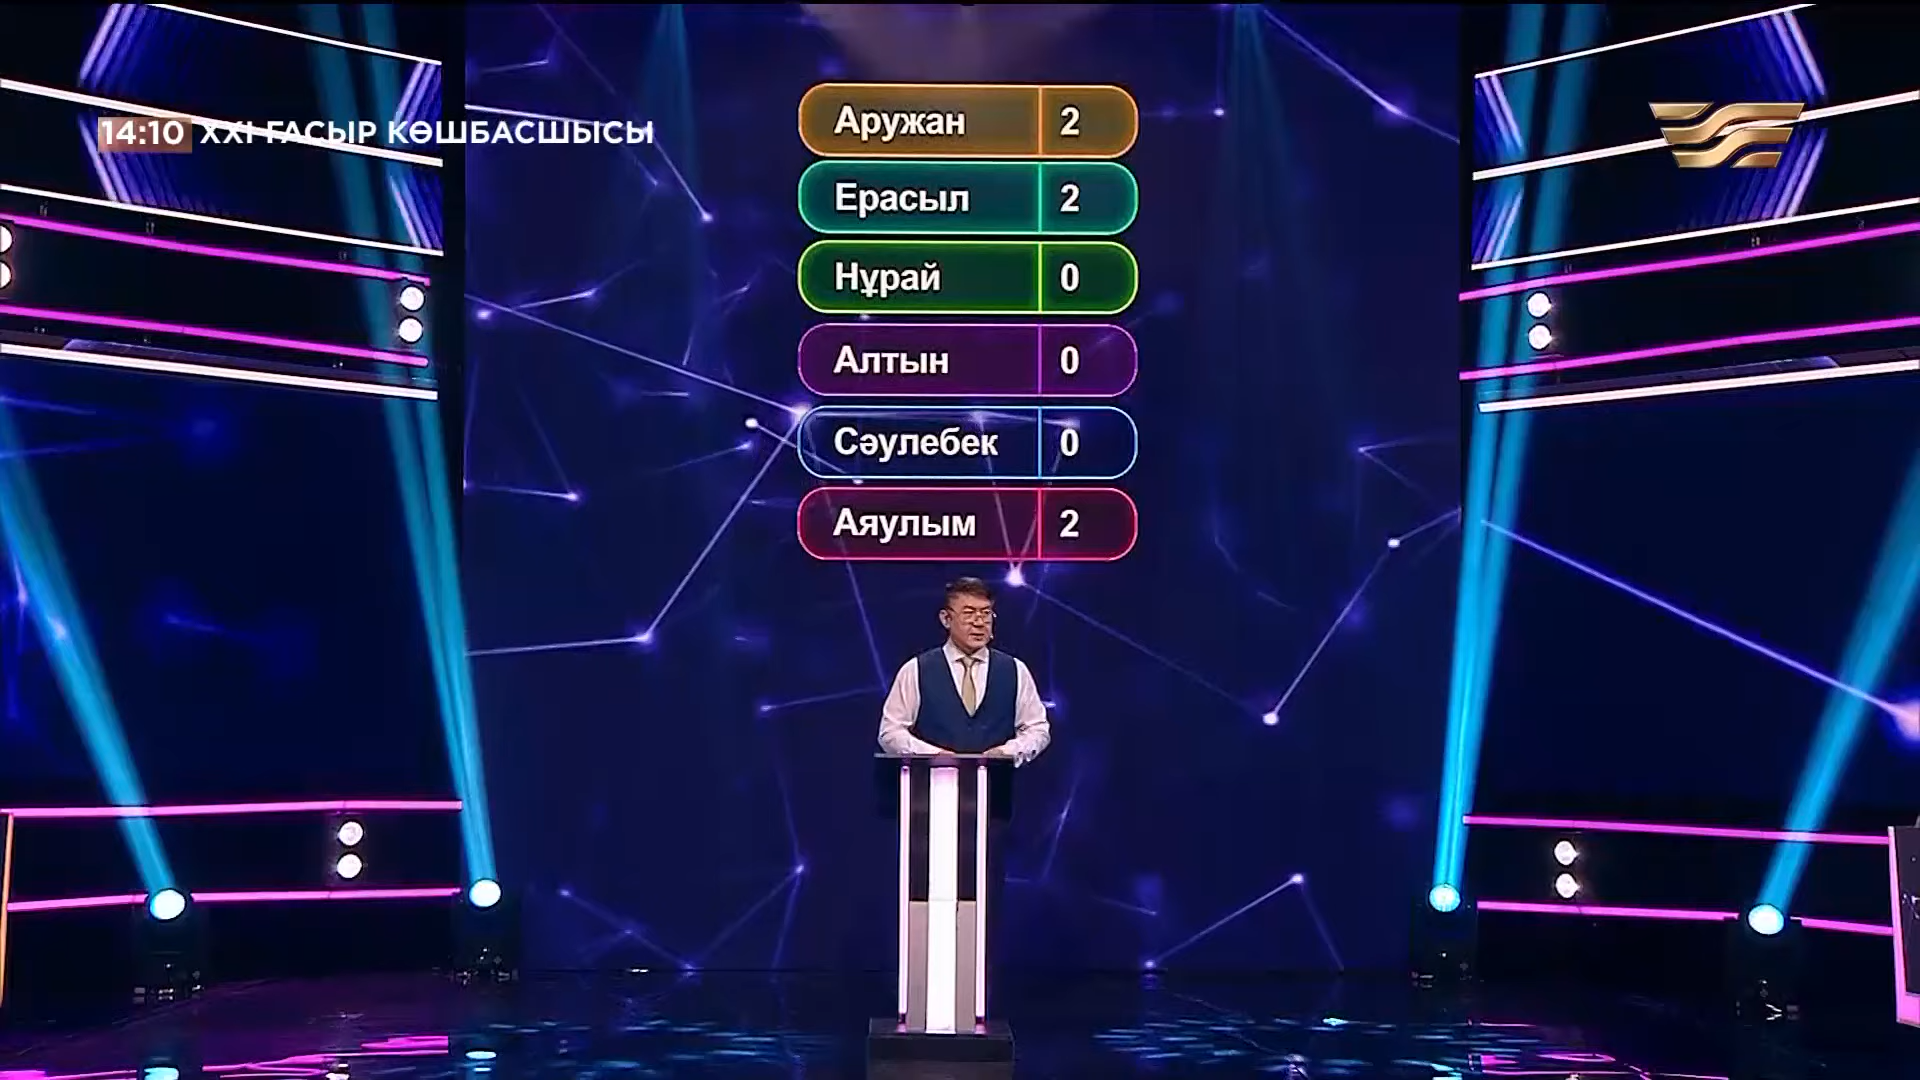 14:10 XXI ҒАСЫР КӨШБАСШЫСЫ
Аружан 2
Ерасыл 2
Нұрай 0
Алтын 0
Сәулебек 0
Аяулым 2